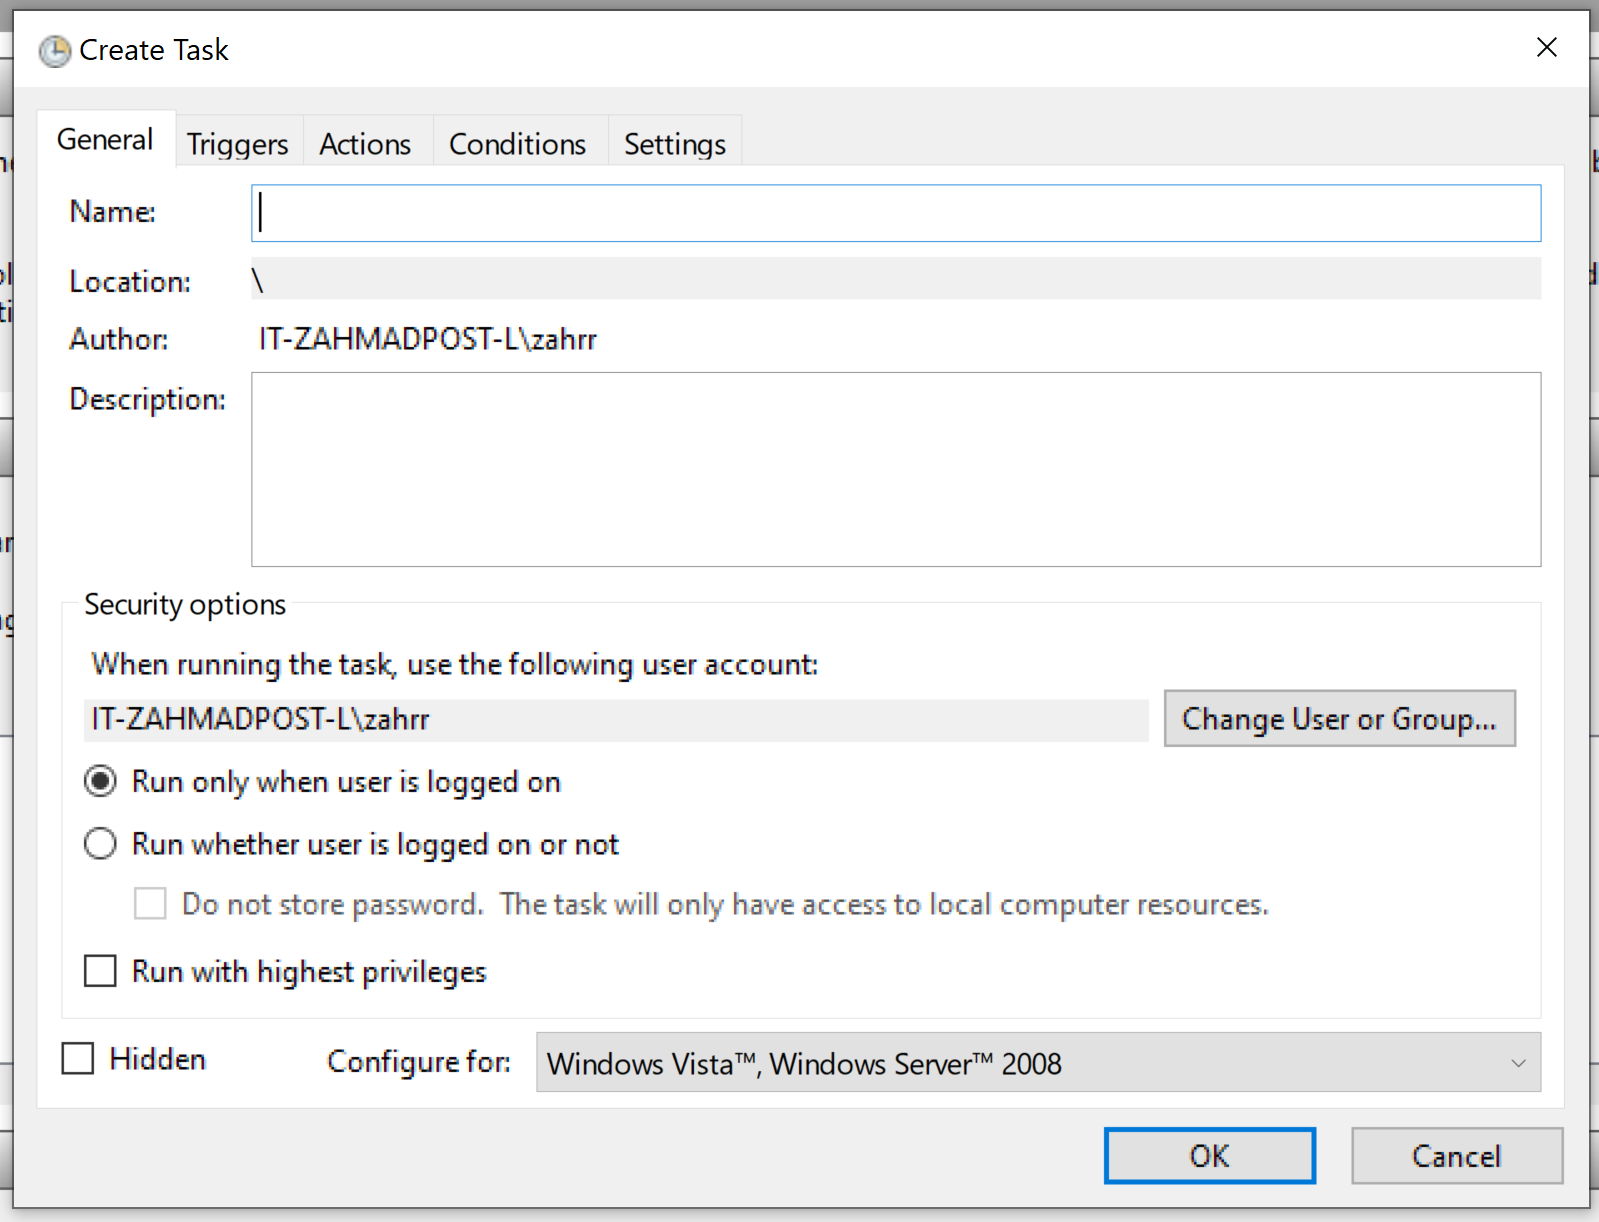 Create Task
General Triggers Actions Conditions Settings
Name:
Location: \
Author: IT-ZAHMADPOST-L\zahrr
Description:
Security options
When running the task, use the following user account:
IT-ZAHMADPOST-L\zahrr Change User or Group...
Run only when user is logged on
Run whether user is logged on or not
Do not store password. The task will only have access to local computer resources.
Run with highest privileges
Hidden Configure for: Windows Vista™, Windows Server™ 2008
OK Cancel